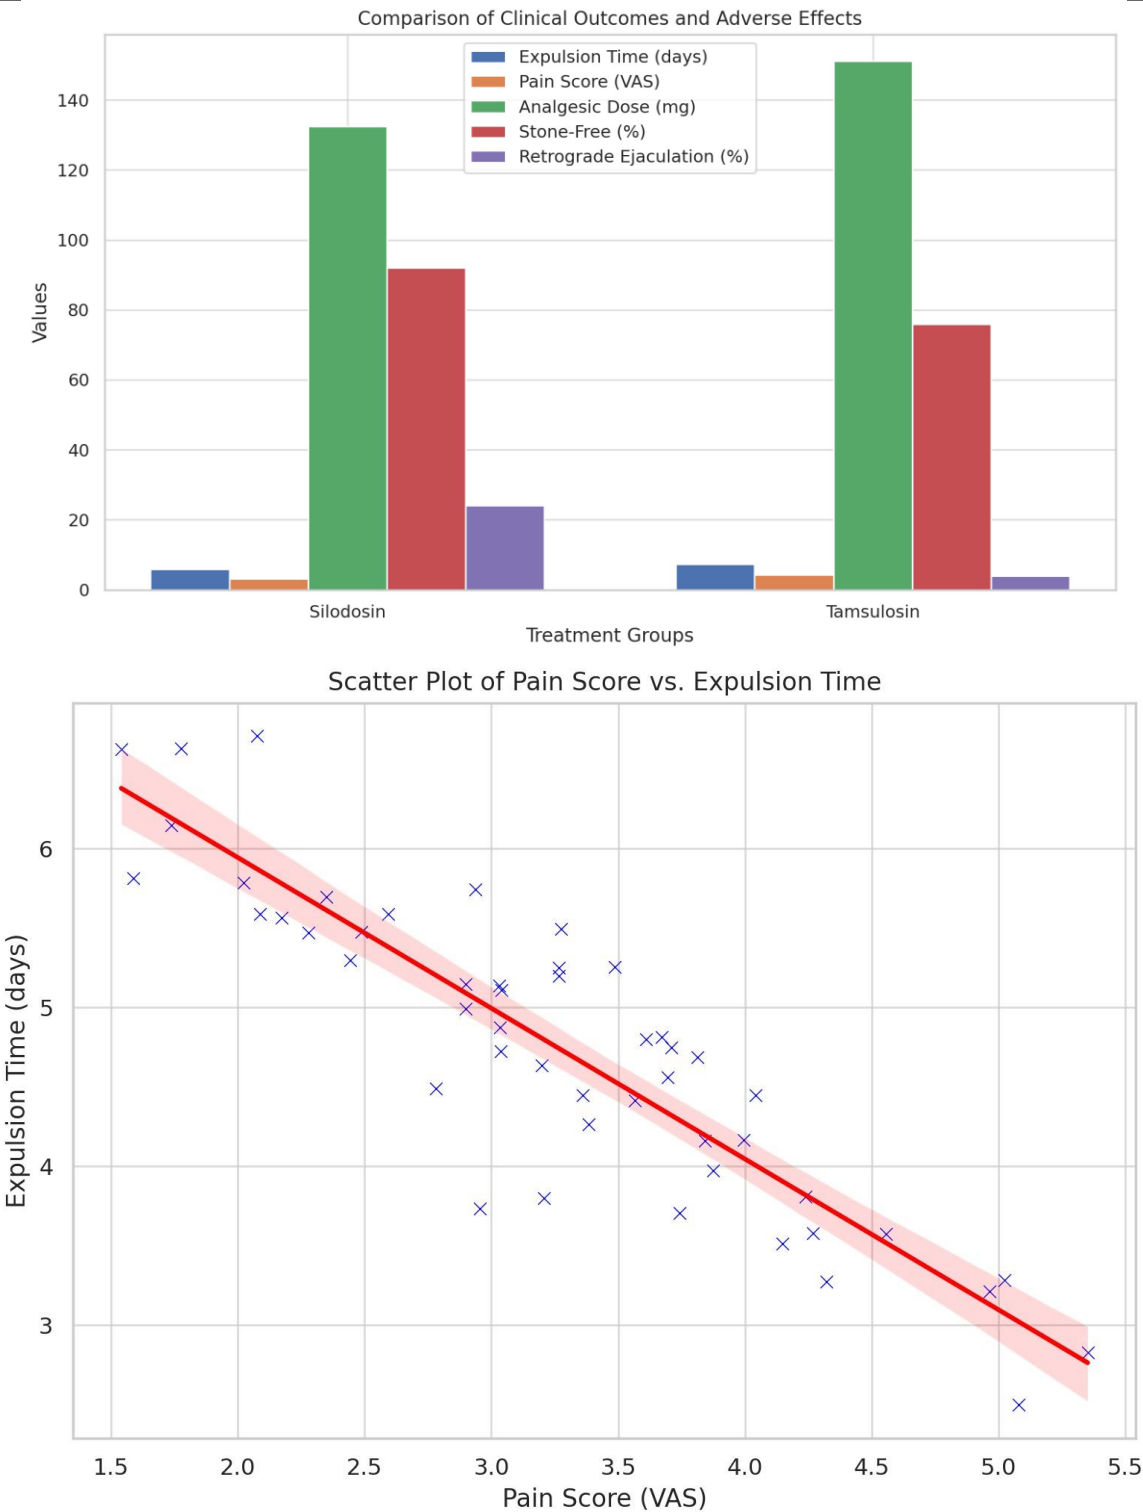 Comparison of Clinical Outcomes and Adverse Effects
Expulsion Time (days)
Pain Score (VAS)
Analgesic Dose (mg)
Stone-Free (%)
Retrograde Ejaculation (%)
Values
140
120
100
80
60
40
20
0
Silodosin
Tamsulosin
Treatment Groups
Scatter Plot of Pain Score vs. Expulsion Time
Expulsion Time (days)
6
5
4
3
1.5
2.0
2.5
3.0
3.5
4.0
4.5
5.0
5.5
Pain Score (VAS)